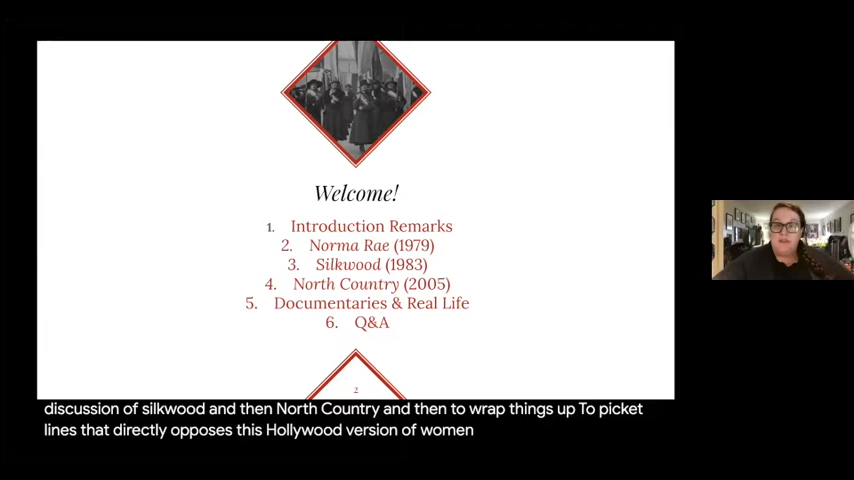 Welcome!
1. Introduction Remarks
2. Norma Rae (1979)
3. Silkwood (1983)
4. North Country (2005)
5. Documentaries & Real Life
6. Q&A
2
discussion of silkwood and then North Country and then to wrap things up To picket
lines that directly opposes this Hollywood version of women